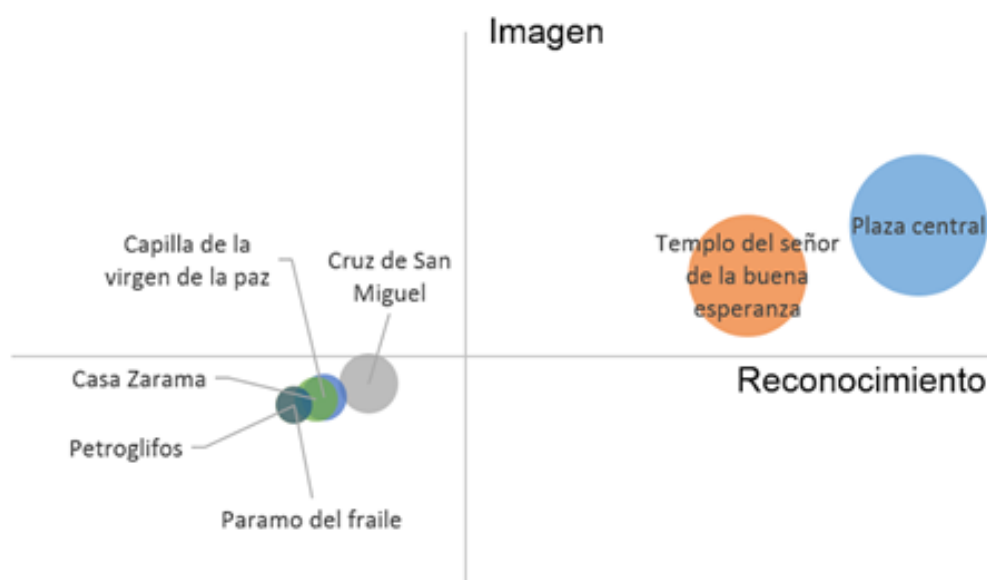 Imagen
Plaza central
Templo del señor
de la buena
esperanza
Capilla de la
virgen de la paz
Cruz de San
Miguel
Casa Zarama
Reconocimiento
Petroglifos
Paramo del fraile